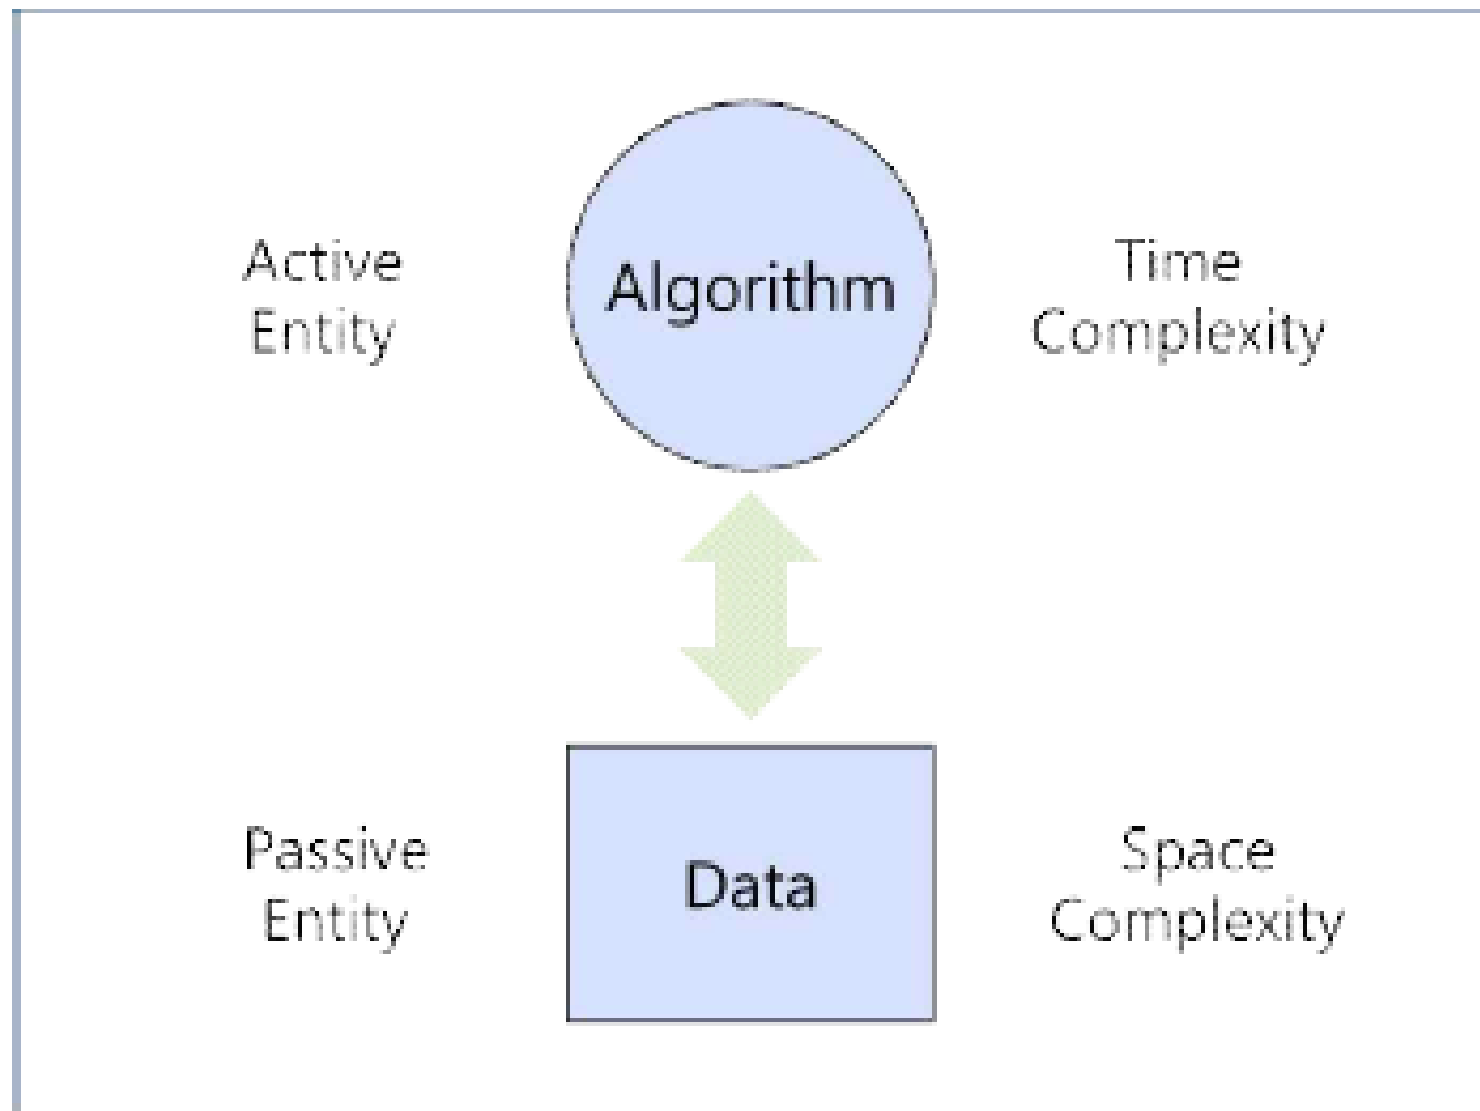 Active
Entity
Algorithm
Time
Complexity
Passive
Entity
Data
Space
Complexity